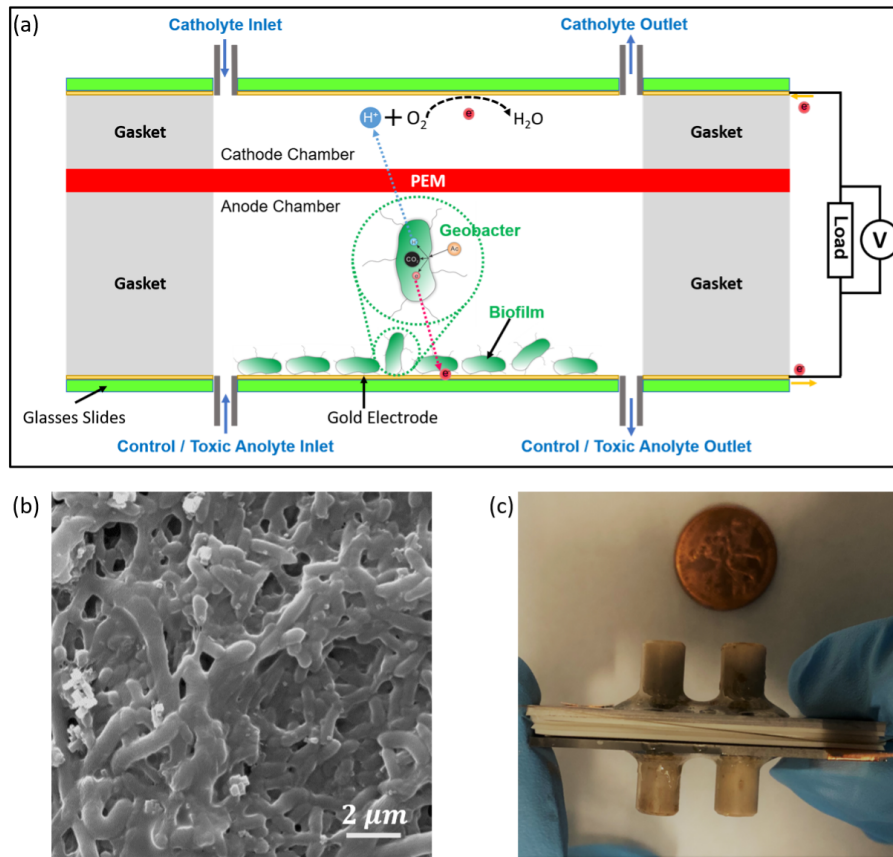 (a)
Catholyte Inlet
Catholyte Outlet
H⁺ + O₂ e⁻ H₂O
e⁻
Gasket
Gasket
Cathode Chamber
PEM
Anode Chamber
Geobacter
H⁺
Ac
CO₂
e⁻
Load
V
Gasket
Gasket
Biofilm
e⁻
e⁻
Glasses Slides
Gold Electrode
Control / Toxic Anolyte Inlet
Control / Toxic Anolyte Outlet
(b)
(c)
2 μm